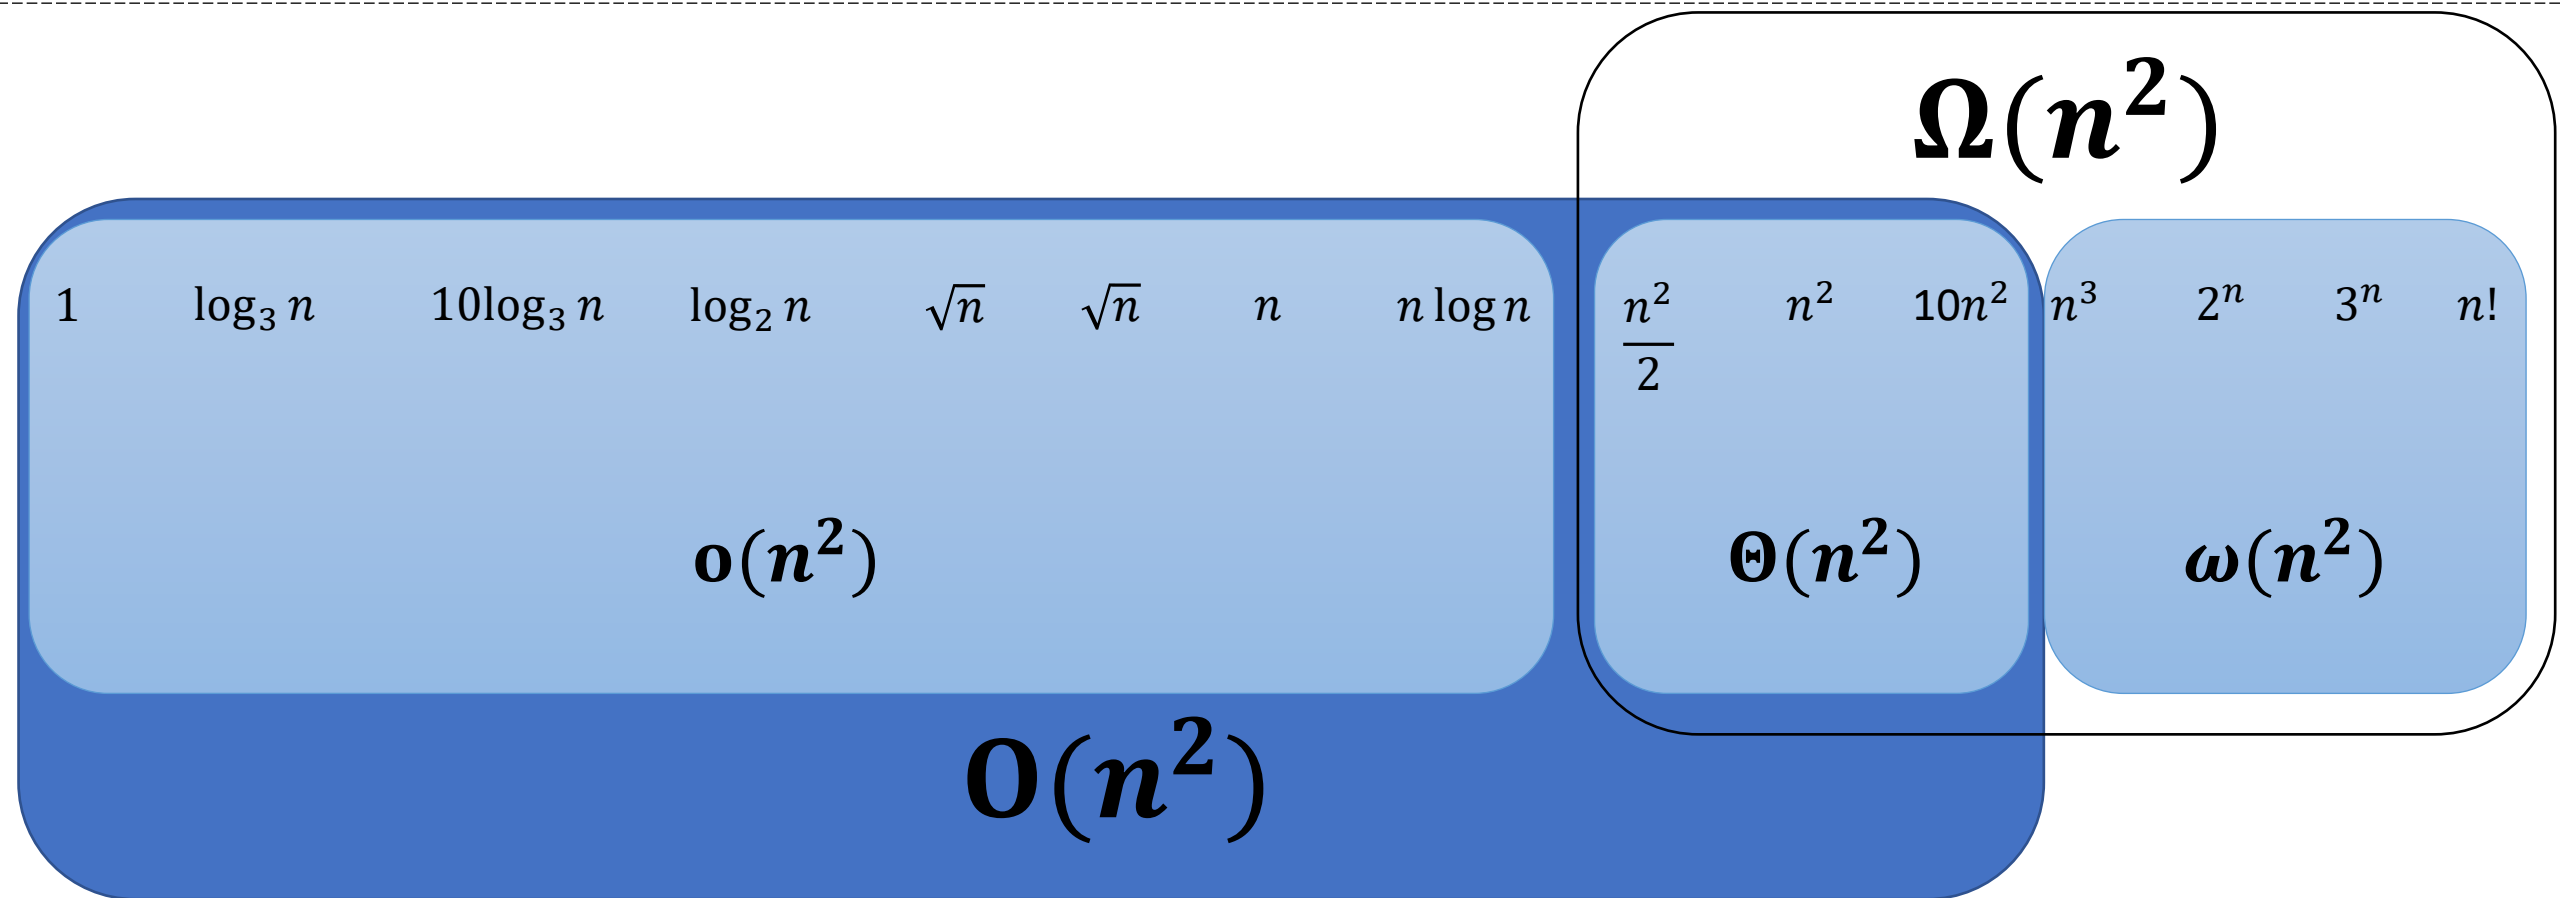 Ω(n²)
1 log₃ n 10log₃ n log₂ n √n √n n n log n n²/2 n² 10n² n³ 2ⁿ 3ⁿ n!
o(n²) Θ(n²) ω(n²)
O(n²)